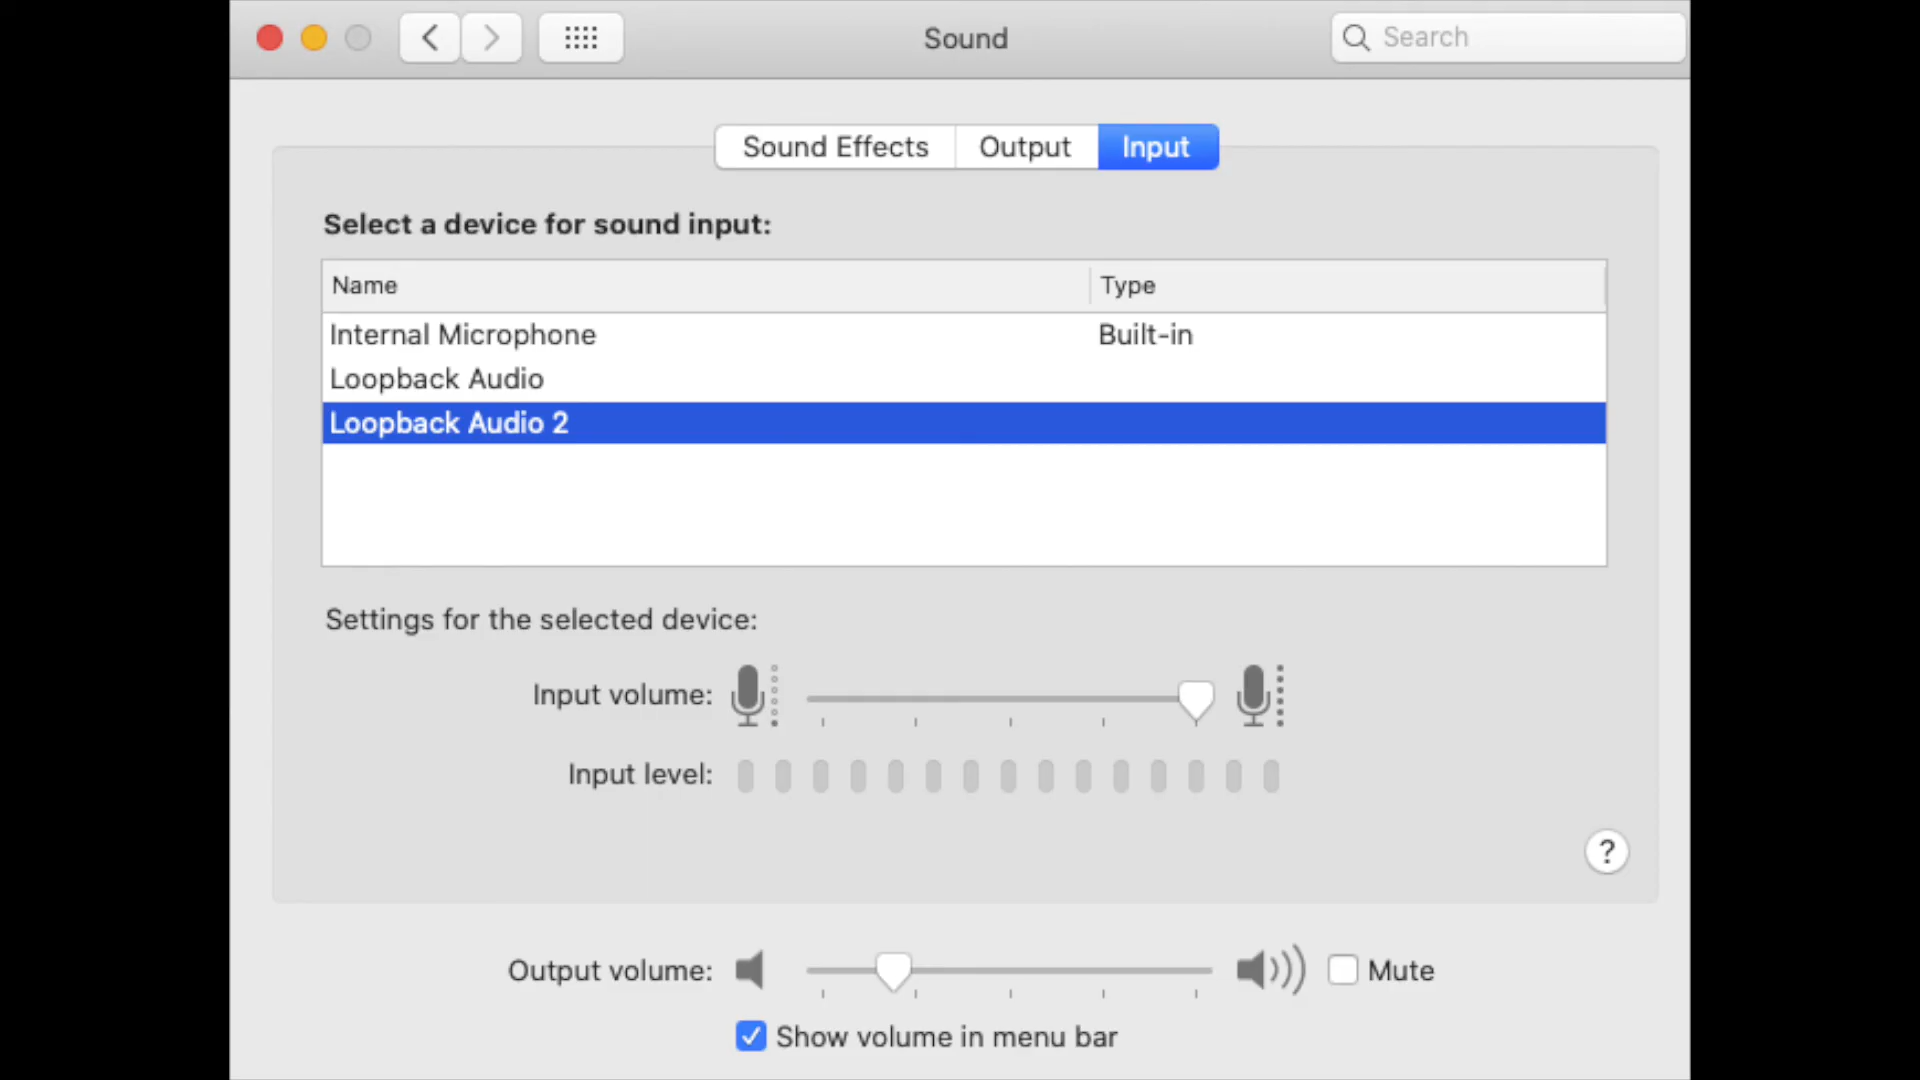 Sound
Search
Sound Effects Output Input
Select a device for sound input:
Name Type
Internal Microphone Built-in
Loopback Audio
Loopback Audio 2
Settings for the selected device:
Input volume:
Input level:
?
Output volume: Mute
Show volume in menu bar